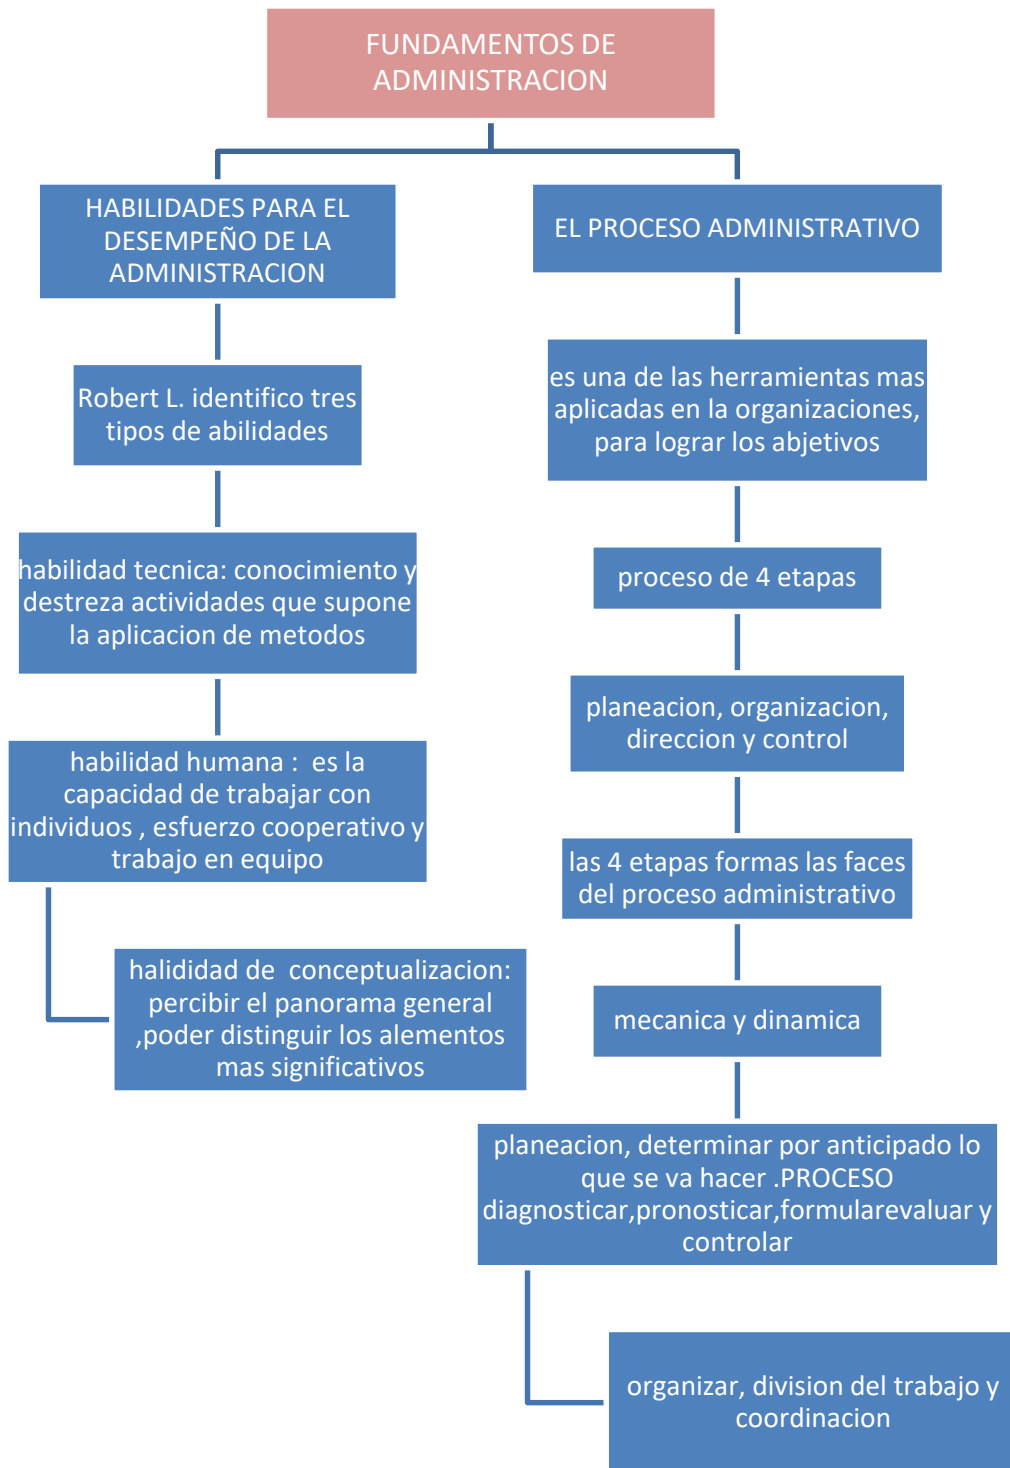 FUNDAMENTOS DE
ADMINISTRACION
HABILIDADES PARA EL
DESEMPEÑO DE LA
ADMINISTRACION
Robert L. identifico tres
tipos de abilidades
habilidad tecnica: conocimiento y
destreza actividades que supone
la aplicacion de metodos
habilidad humana :  es la
capacidad de trabajar con
individuos , esfuerzo cooperativo y
trabajo en equipo
halididad de  conceptualizacion:
percibir el panorama general
,poder distinguir los alementos
mas significativos
EL PROCESO ADMINISTRATIVO
es una de las herramientas mas
aplicadas en la organizaciones,
para lograr los abjetivos
proceso de 4 etapas
planeacion, organizacion,
direccion y control
las 4 etapas formas las faces
del proceso administrativo
mecanica y dinamica
planeacion, determinar por anticipado lo
que se va hacer .PROCESO
diagnosticar,pronosticar,formularevaluar y
controlar
organizar, division del trabajo y
coordinacion